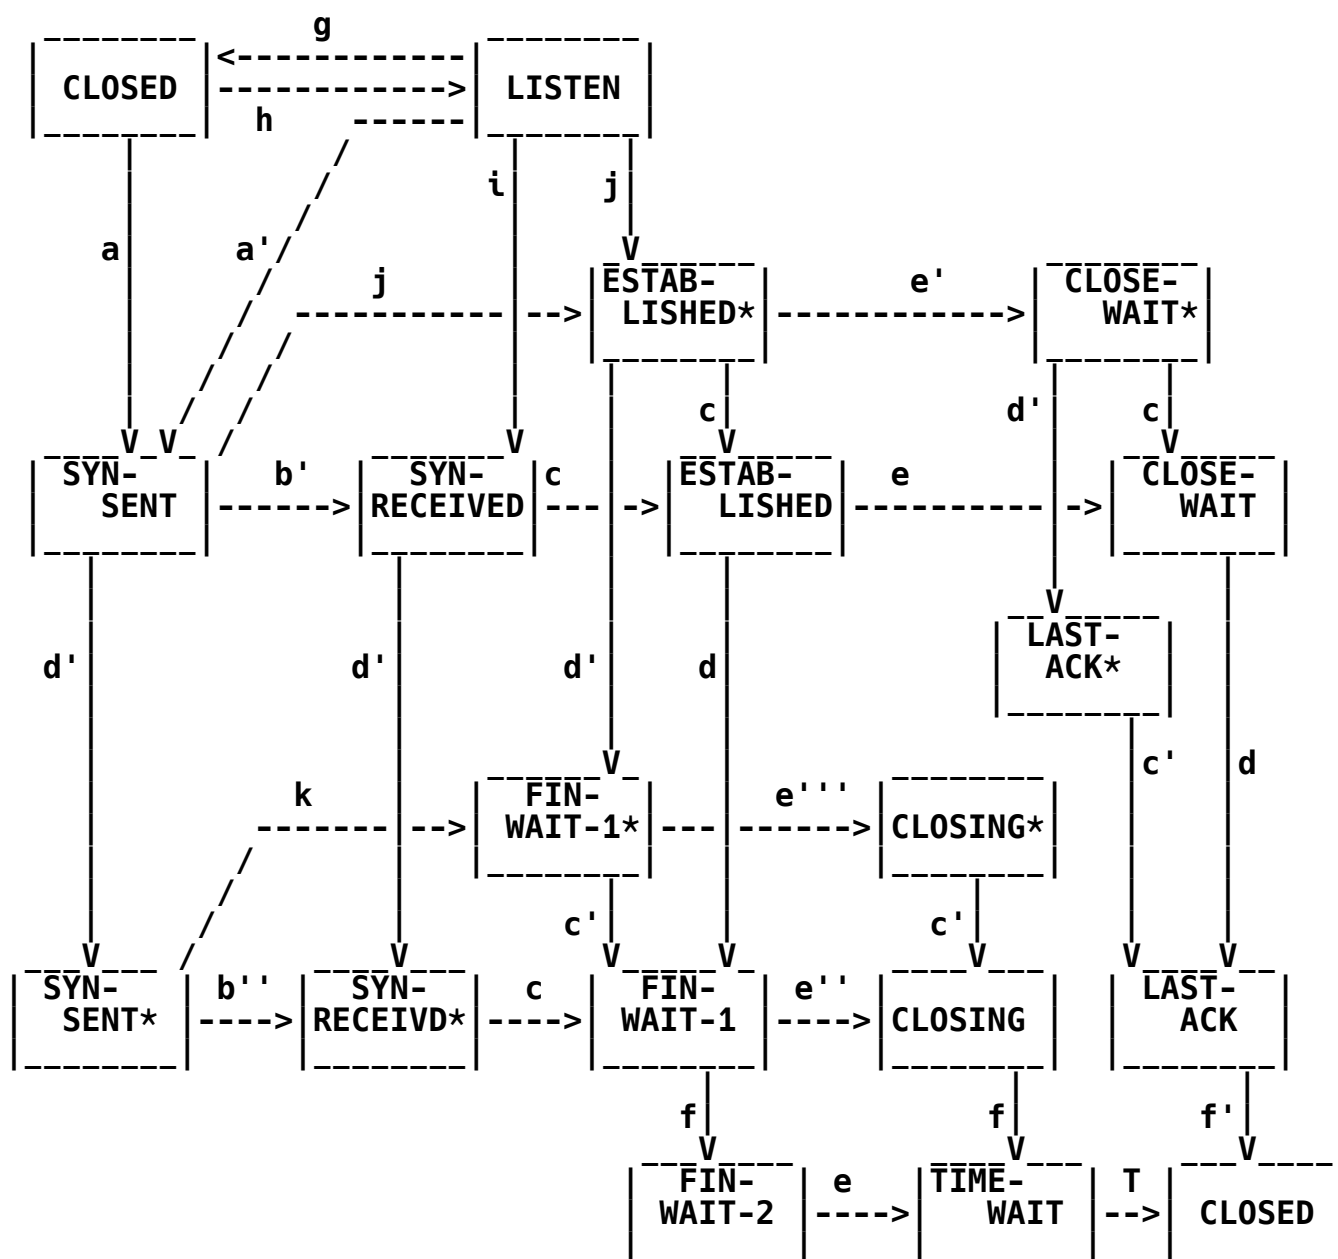 g
CLOSED <------------ LISTEN
------------>
h ------
i j
a a'
j ESTAB- e' CLOSE-
----------- --> LISHED* ------------> WAIT*
c d' c
V V V V V
SYN- b' SYN- c ESTAB- e CLOSE-
SENT ------> RECEIVED --- -> LISHED ---------- -> WAIT
V
LAST-
d' d' d' d ACK*
V c' d
k FIN- e'''
------- --> WAIT-1* --- ------> CLOSING*
c' c'
V V V V V V V
SYN- b'' SYN- c FIN- e'' LAST-
SENT* ----> RECEIVD* ----> WAIT-1 ----> CLOSING ACK
f f f'
V V V
FIN- e TIME- T
WAIT-2 ----> WAIT --> CLOSED